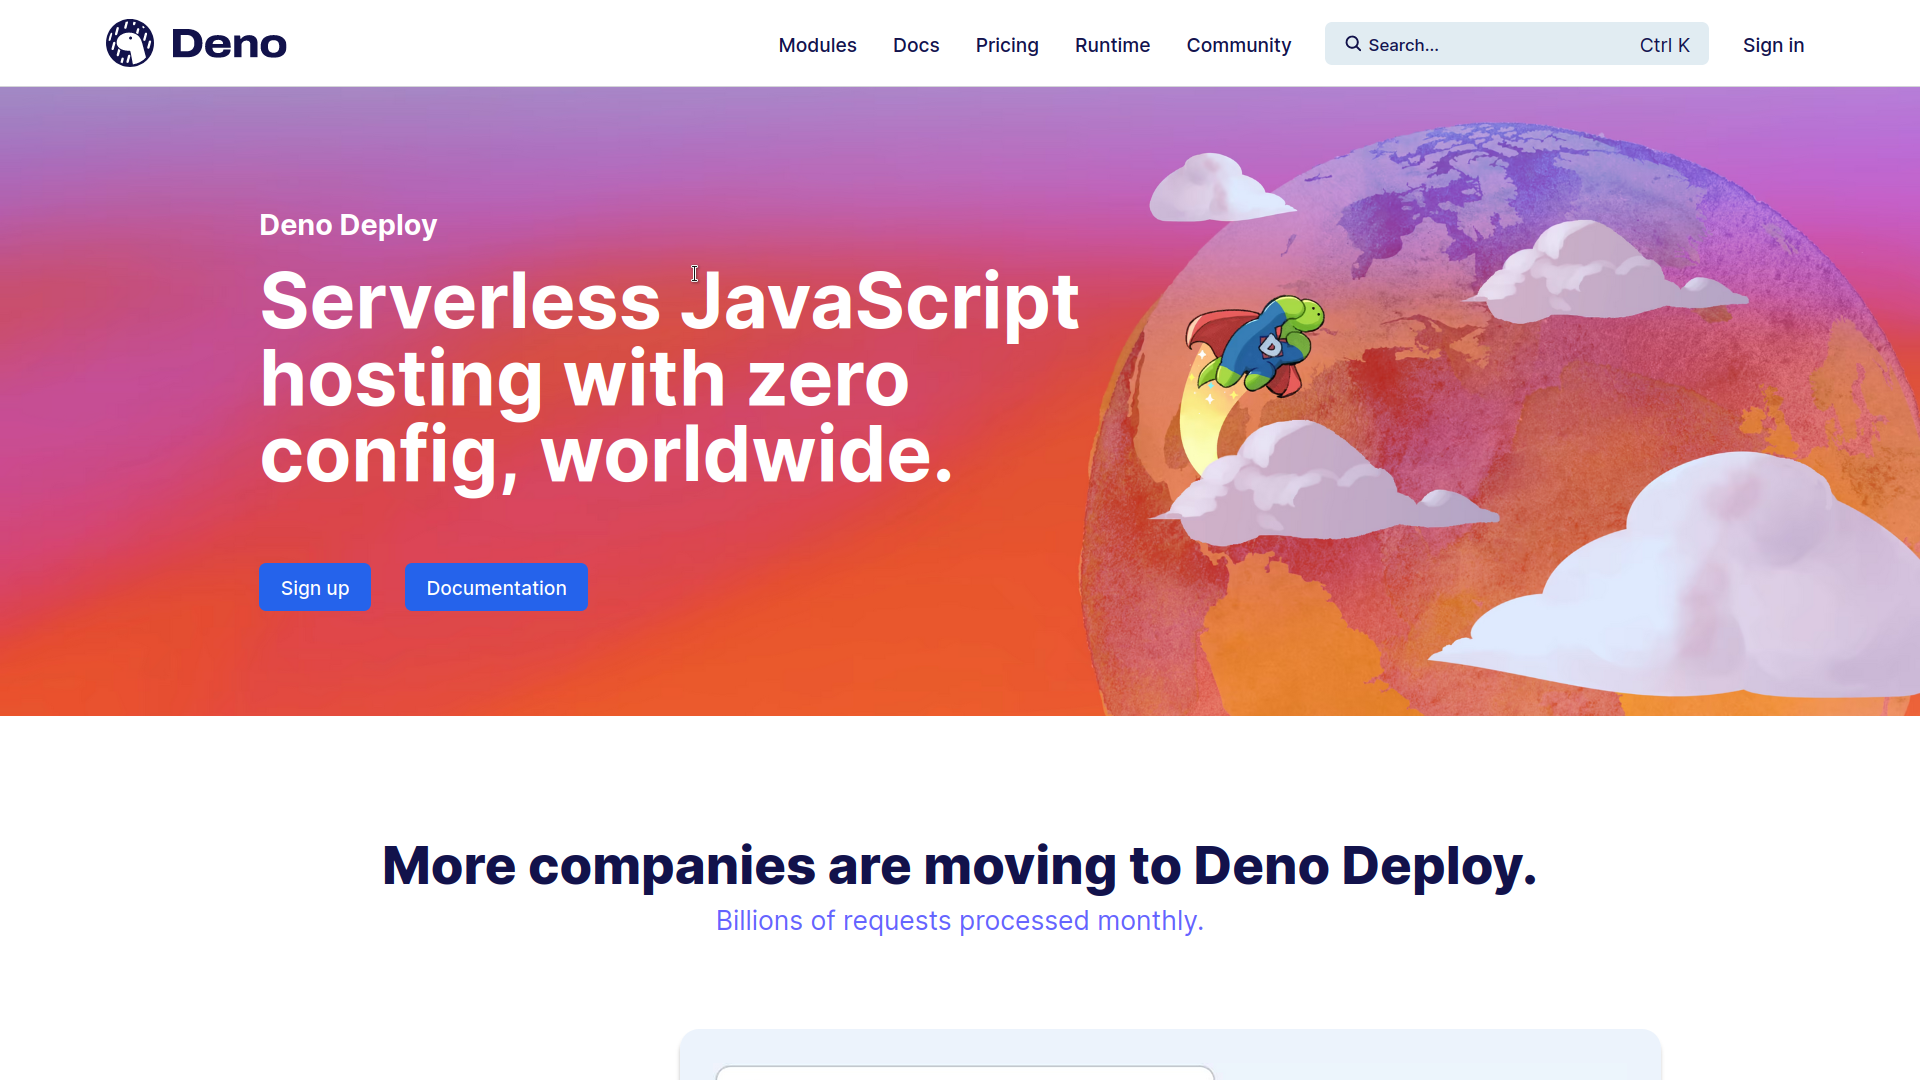 Deno
Modules Docs Pricing Runtime Community Search... Ctrl K Sign in
Deno Deploy
Serverless JavaScript
hosting with zero
config, worldwide.
D
Sign up Documentation
More companies are moving to Deno Deploy.
Billions of requests processed monthly.